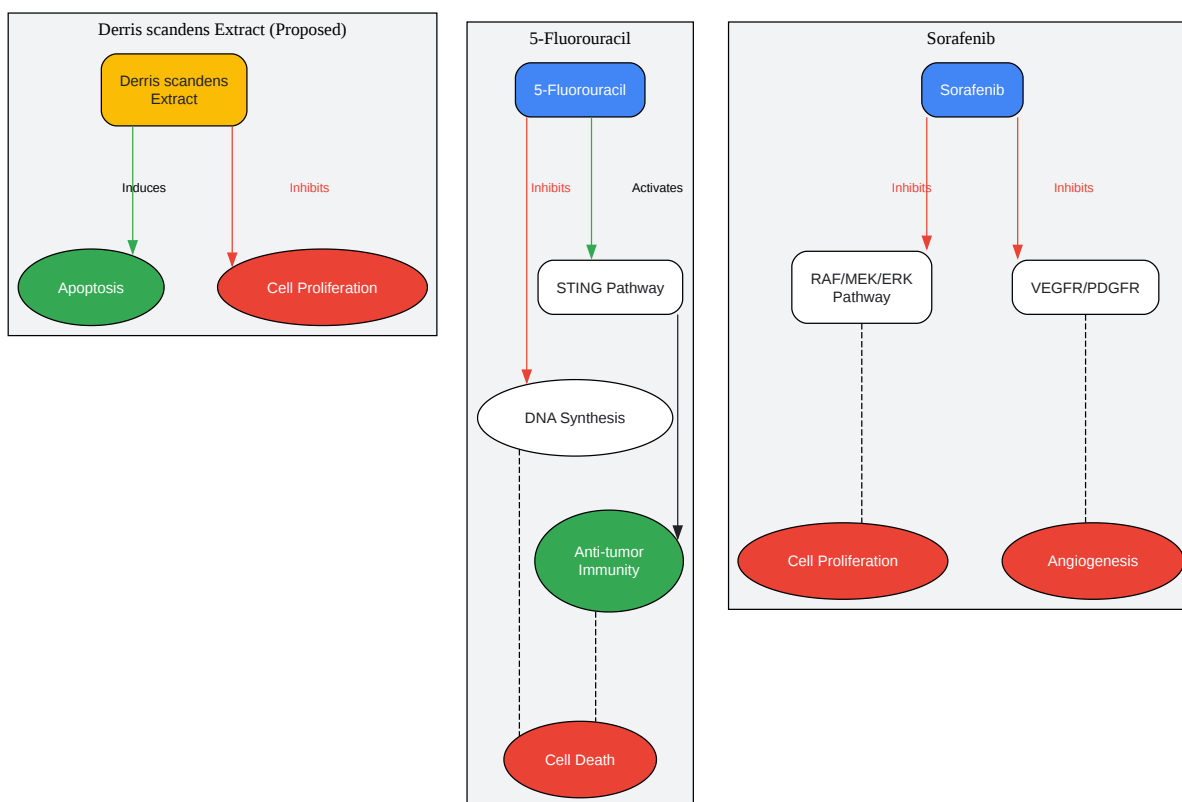 Derris scandens Extract (Proposed)
Derris scandens
Extract
Induces
Inhibits
Apoptosis
Cell Proliferation
5-Fluorouracil
5-Fluorouracil
Inhibits
Activates
STING Pathway
DNA Synthesis
Anti-tumor
Immunity
Cell Death
Sorafenib
Sorafenib
Inhibits
Inhibits
RAF/MEK/ERK
Pathway
VEGFR/PDGFR
Cell Proliferation
Angiogenesis